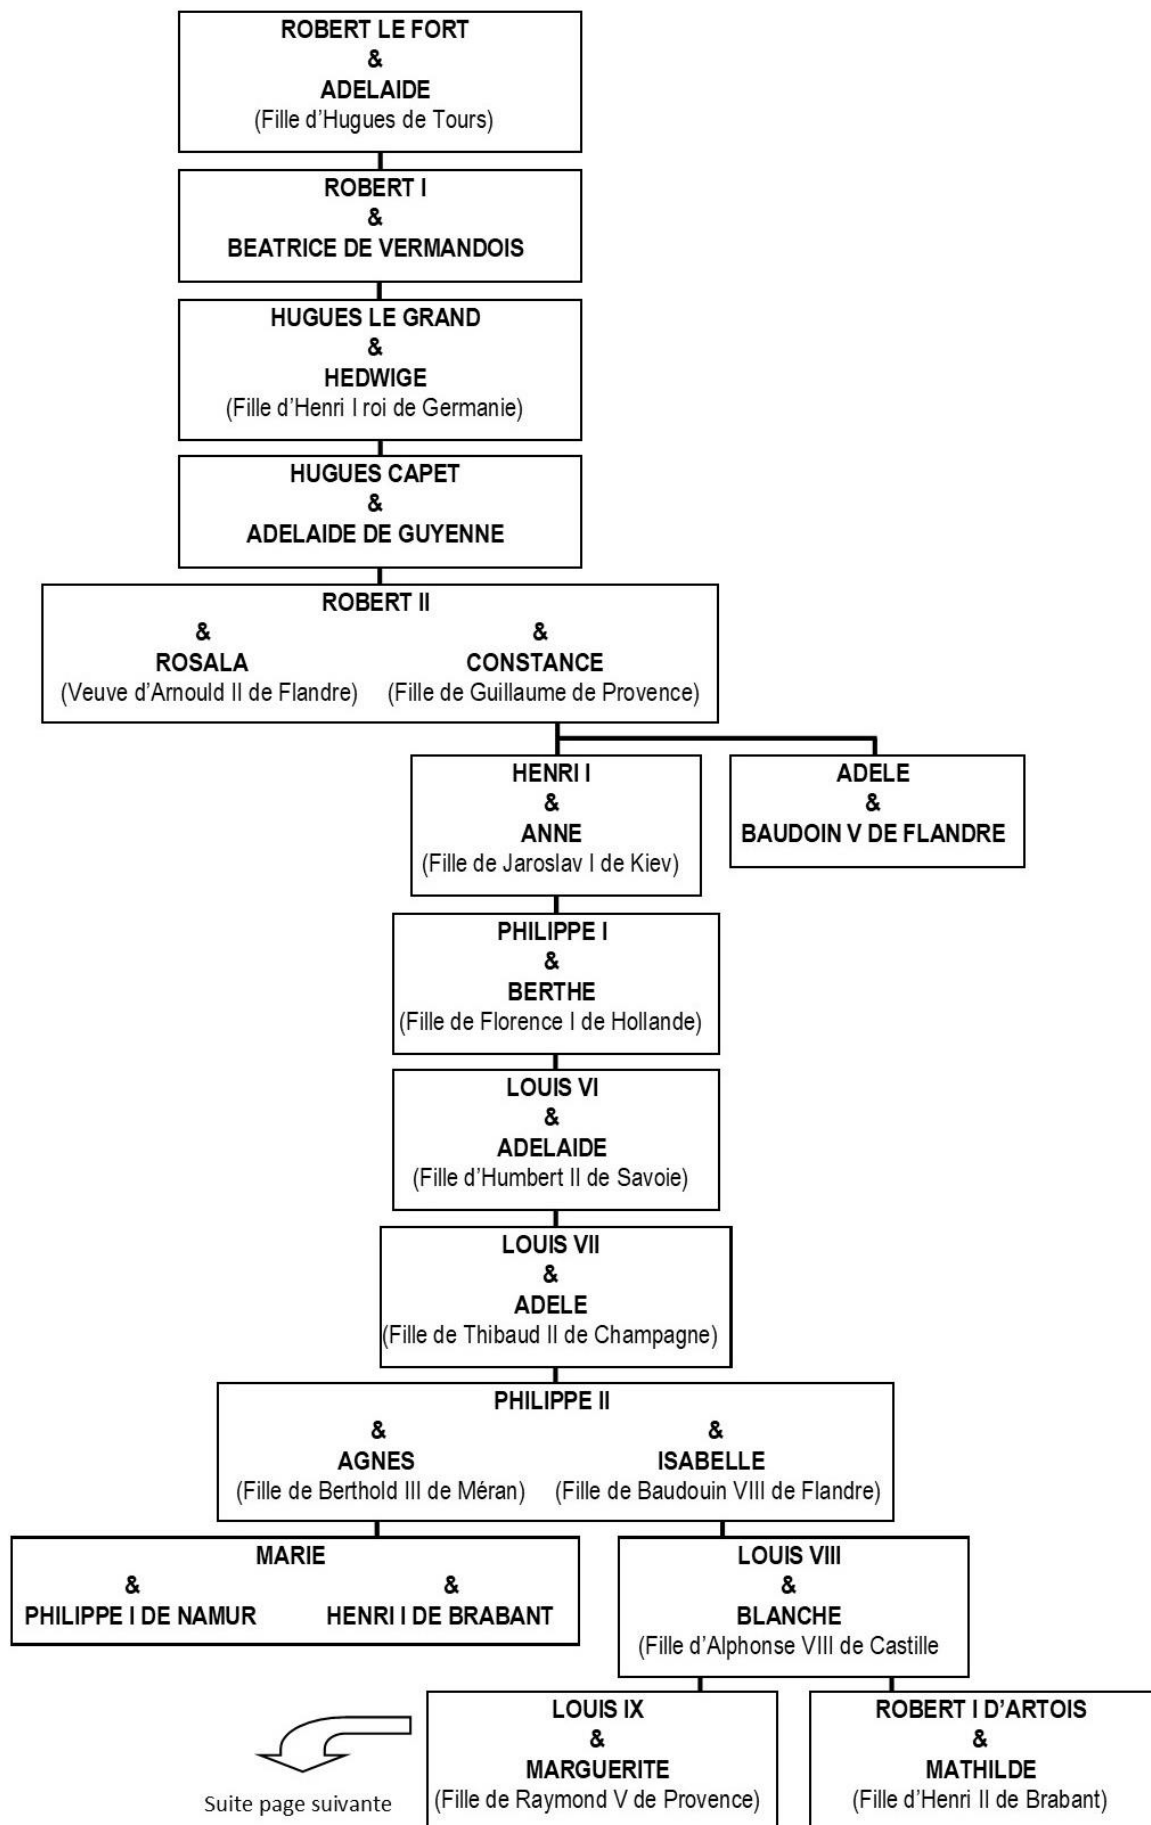 ROBERT LE FORT
&
ADELAIDE
(Fille d'Hugues de Tours)
ROBERT I
&
BEATRICE DE VERMANDOIS
HUGUES LE GRAND
&
HEDWIGE
(Fille d'Henri I roi de Germanie)
HUGUES CAPET
&
ADELAIDE DE GUYENNE
ROBERT II
& &
ROSALA CONSTANCE
(Veuve d'Arnould II de Flandre) (Fille de Guillaume de Provence)
HENRI I
&
ANNE
(Fille de Jaroslav I de Kiev)
ADELE
&
BAUDOIN V DE FLANDRE
PHILIPPE I
&
BERTHE
(Fille de Florence I de Hollande)
LOUIS VI
&
ADELAIDE
(Fille d'Humbert II de Savoie)
LOUIS VII
&
ADELE
(Fille de Thibaud II de Champagne)
PHILIPPE II
& &
AGNES ISABELLE
(Fille de Berthold III de Méran) (Fille de Baudouin VIII de Flandre)
MARIE
& &
PHILIPPE I DE NAMUR HENRI I DE BRABANT
LOUIS VIII
&
BLANCHE
(Fille d'Alphonse VIII de Castille
Suite page suivante
LOUIS IX
&
MARGUERITE
(Fille de Raymond V de Provence)
ROBERT I D'ARTOIS
&
MATHILDE
(Fille d'Henri II de Brabant)